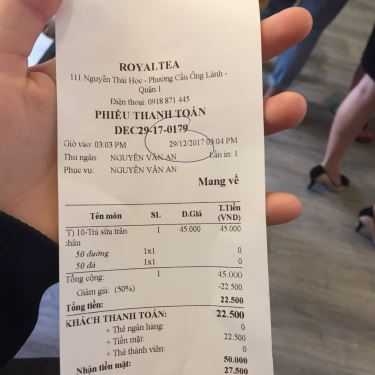 ROYALTEA
111 Nguyễn Thái Học - Phường Cầu Ông Lãnh -
Quận 1
Điện thoại: 0918 871 445
PHIẾU THANH TOÁN
DEC29-17-0179
Giờ vào: 03:03 PM 29/12/2017 03:04 PM
Thu ngân: NGUYỄN VĂN AN Lần in: 1
Phục vụ: NGUYỄN VĂN AN
Mang về
Tên món SL Đ.Giá T.Tiền (VND)
T) 10-Trà sữa trân 1 45.000 45.000
châu
50 đường 1x1 0
50 đá 1x1 0
Tổng cộng: 1 45.000
Giảm giá: (50%) -22.500
Tổng tiền: 22.500
KHÁCH THANH TOÁN: 22.500
+ Thẻ ngân hàng: 0
+ Tiền mặt: 22.500
+ Thẻ thành viên: 0
Nhận tiền mặt: 50.000
27.500